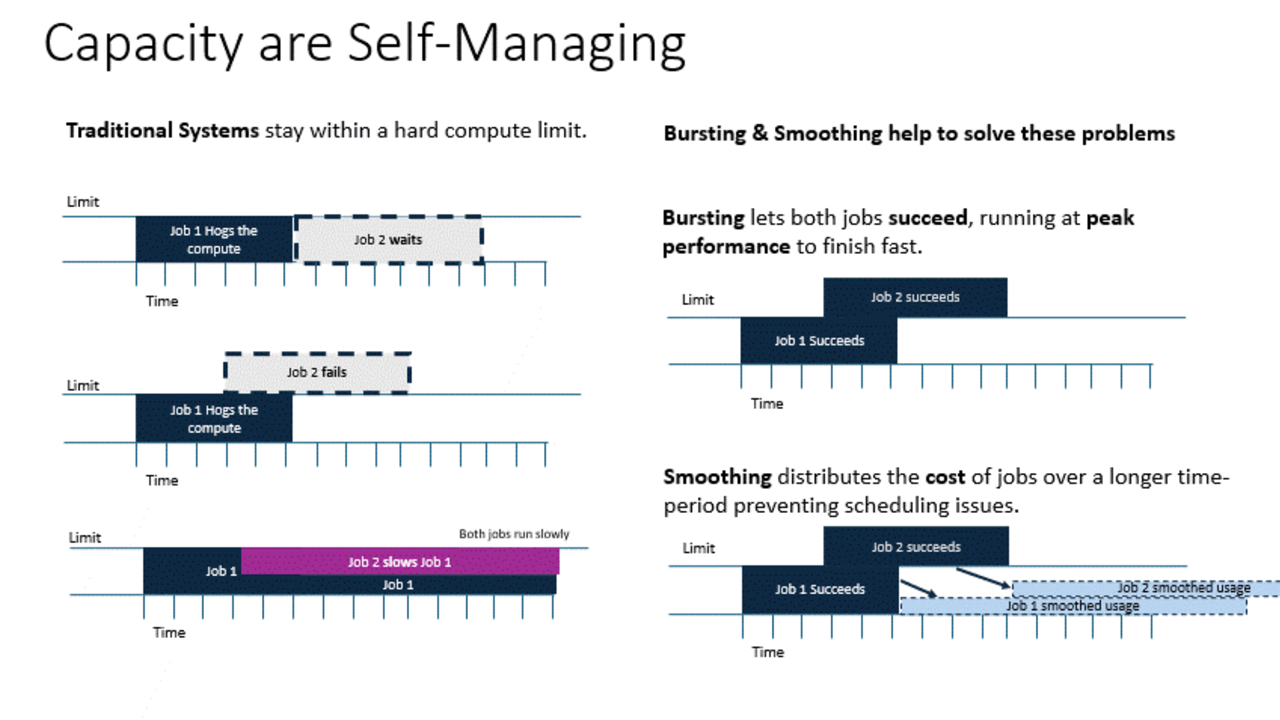 Capacity are Self-Managing
Traditional Systems stay within a hard compute limit.
Limit
Job 1 Hogs the
compute
Job 2 waits
Time
Job 2 fails
Limit
Job 1 Hogs the
compute
Time
Both jobs run slowly
Limit
Job 2 slows Job 1
Job 1
Job 1
Time
Bursting & Smoothing help to solve these problems
Bursting lets both jobs succeed, running at peak
performance to finish fast.
Job 2 succeeds
Limit
Job 1 Succeeds
Time
Smoothing distributes the cost of jobs over a longer time-
period preventing scheduling issues.
Job 2 succeeds
Limit
Job 1 Succeeds
Job 2 smoothed usage
Job 1 smoothed usage
Time